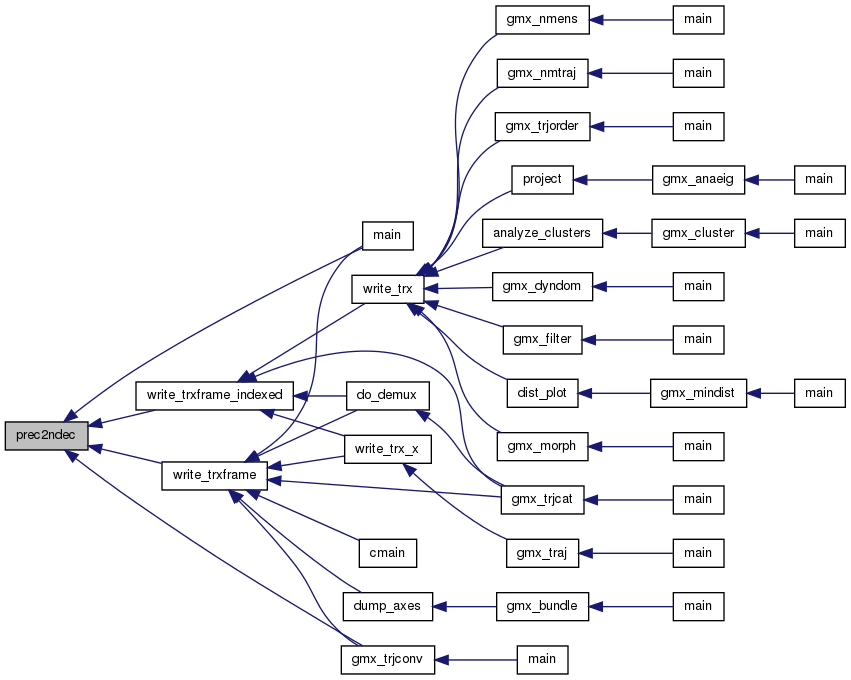 gmx_nmens
main
gmx_nmtraj
main
gmx_trjorder
main
project
gmx_anaeig
main
main
analyze_clusters
gmx_cluster
main
write_trx
gmx_dyndom
main
gmx_filter
main
write_trxframe_indexed
do_demux
dist_plot
gmx_mindist
main
prec2ndec
write_trx_x
gmx_morph
main
write_trxframe
gmx_trjcat
main
cmain
gmx_traj
main
dump_axes
gmx_bundle
main
gmx_trjconv
main